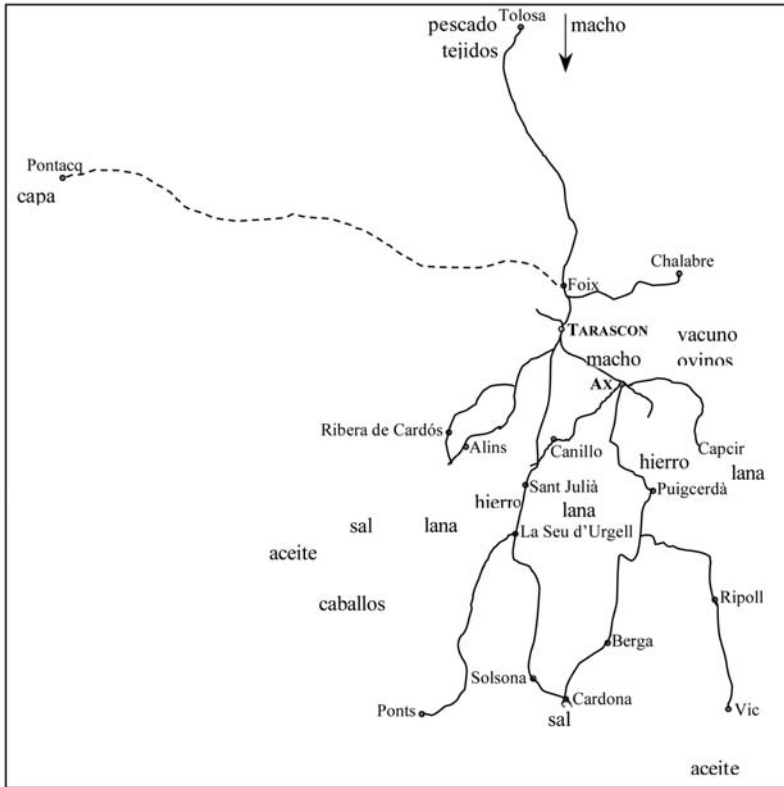 pescado
Tolosa
macho
tejidos
Pontacq
capa
Chalabre
Foix
TARASCON
vacuno
macho
ovinos
AX
Ribera de Cardós
Alins
Canillo
Capcir
hierro
lana
Sant Julià
Puigcerdà
hierro
lana
sal
lana
La Seu d'Urgell
aceite
caballos
Ripoll
Berga
Solsona
Cardona
Ponts
Vic
sal
aceite